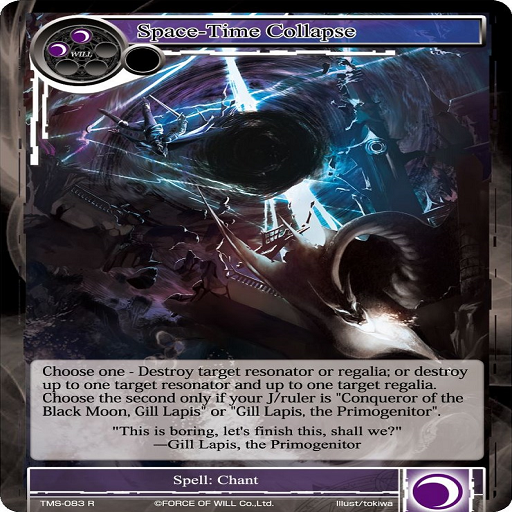 Space-Time Collapse
WILL
Choose one - Destroy target resonator or regalia; or destroy
up to one target resonator and up to one target regalia.
Choose the second only if your J/ruler is "Conqueror of the
Black Moon, Gill Lapis" or "Gill Lapis, the Primogenitor".
"This is boring, let's finish this, shall we?"
—Gill Lapis, the Primogenitor
Spell: Chant
TMS-083 R ©FORCE OF WILL Co.,Ltd. Illust/tokiwa